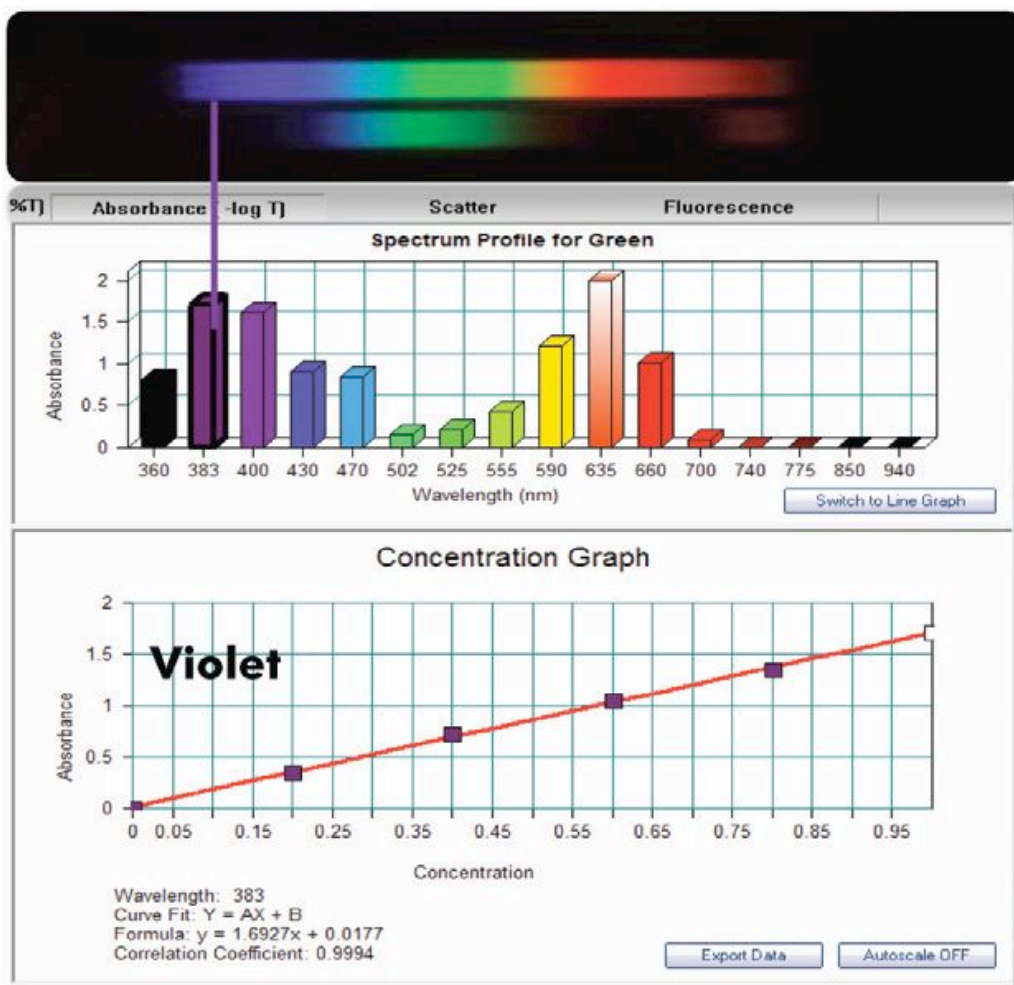 %T] Absorbance [ -log T] Scatter Fluorescence
Spectrum Profile for Green
2
1.5
1
0.5
0
Absorbance
360 383 400 430 470 502 525 555 590 635 660 700 740 775 850 940
Wavelength (nm)
Switch to Line Graph
Concentration Graph
2
1.5
1
0.5
0
Absorbance
Violet
0 0.05 0.15 0.25 0.35 0.45 0.55 0.65 0.75 0.85 0.95
Concentration
Wavelength: 383
Curve Fit: Y = AX + B
Formula: y = 1.6927x + 0.0177
Correlation Coefficient: 0.9994
Export Data Autoscale OFF